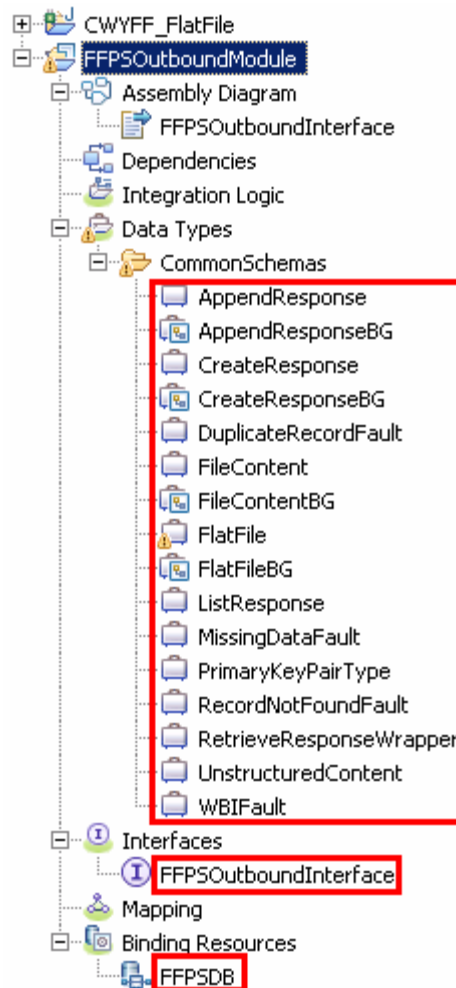 CWYFF_FlatFile
FFPSOutboundModule
Assembly Diagram
FFPSOutboundInterface
Dependencies
Integration Logic
Data Types
CommonSchemas
AppendResponse
AppendResponseBG
CreateResponse
CreateResponseBG
DuplicateRecordFault
FileContent
FileContentBG
FlatFile
FlatFileBG
ListResponse
MissingDataFault
PrimaryKeyPairType
RecordNotFoundFault
RetrieveResponseWrapper
UnstructuredContent
WBIFault
Interfaces
FFPSOutboundInterface
Mapping
Binding Resources
FFPSDB